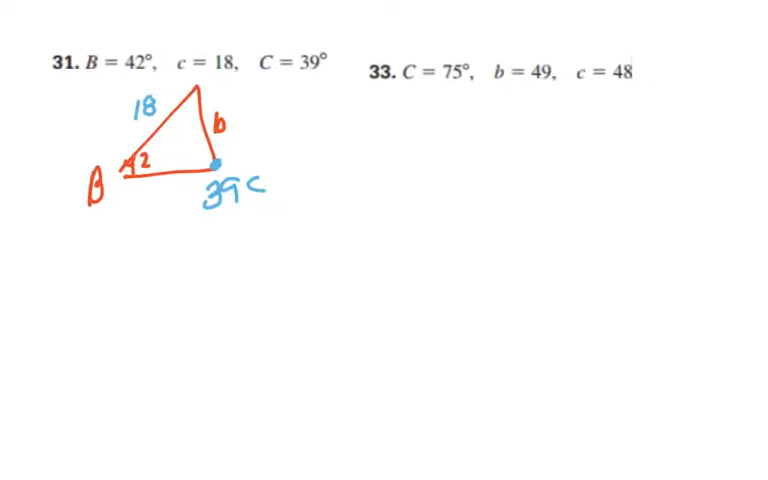 31. B = 42°, c = 18, C = 39°
33. C = 75°, b = 49, c = 48
18
b
42
B
39 C